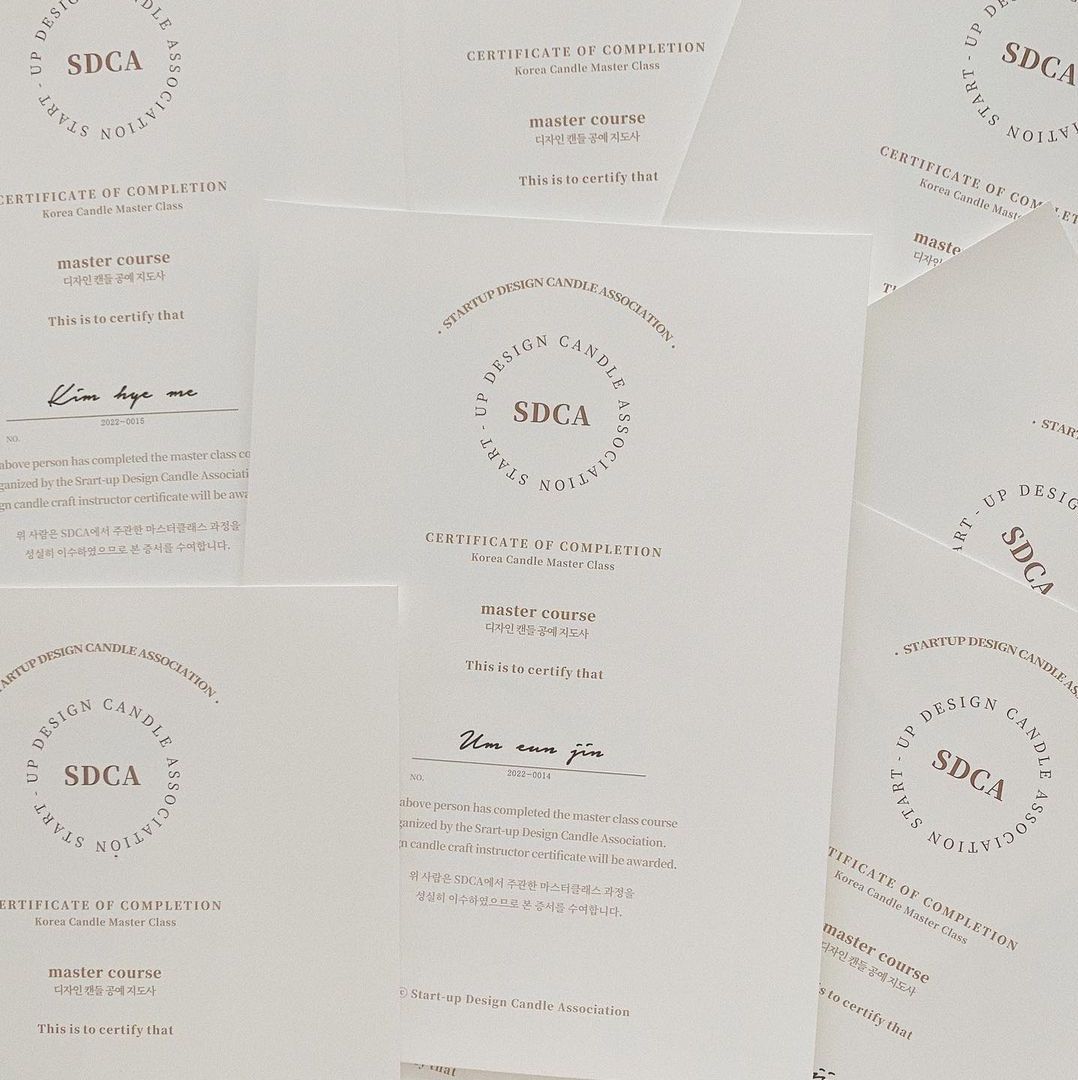 START - UP DESIGN CANDLE ASSOCIATION
SDCA
CERTIFICATE OF COMPLETION
Korea Candle Master Class
master course
디자인 캔들 공예 지도사
This is to certify that
Kim hye me
NO. 2022-0015
above person has completed the master class
organized by the Srart-up Design Candle
candle craft instructor certificate will be
위 사람은 SDCA에서 주관한 마스터클래스 과정을
성실히 이수하였으므로 본 증서를 수여합니다.
CERTIFICATE OF COMPLETION
Korea Candle Master Class
master course
디자인 캔들 공예 지도사
This is to certify that
START - UP DESIGN CANDLE ASSOCIATION
SDCA
CERTIFICATE OF
Korea Candle
· STARTUP DESIGN CANDLE ASSOCIATION ·
START - UP DESIGN CANDLE ASSOCIATION
SDCA
CERTIFICATE OF COMPLETION
Korea Candle Master Class
master course
디자인 캔들 공예 지도사
This is to certify that
Um eun jin
NO. 2022-0014
above person has completed the master class course
organized by the Srart-up Design Candle Association.
candle craft instructor certificate will be awarded.
위 사람은 SDCA에서 주관한 마스터클래스 과정을
성실히 이수하였으므로 본 증서를 수여합니다.
ⓒ Start-up Design Candle Association
UP DESIGN
SDCA
STARTUP DESIGN CANDLE ASSOCIATION ·
START - UP DESIGN CANDLE ASSOCIATION
SDCA
CERTIFICATE OF COMPLETION
Korea Candle Master Class
master course
디자인 캔들 공예 지도사
This is to certify that
· STARTUP DESIGN CANDLE
START - UP DESIGN CANDLE ASSOCIATION
SDCA
CERTIFICATE OF COMPLETION
Korea Candle Master Class
master course
디자인 캔들 공예 지도사
is to certify that